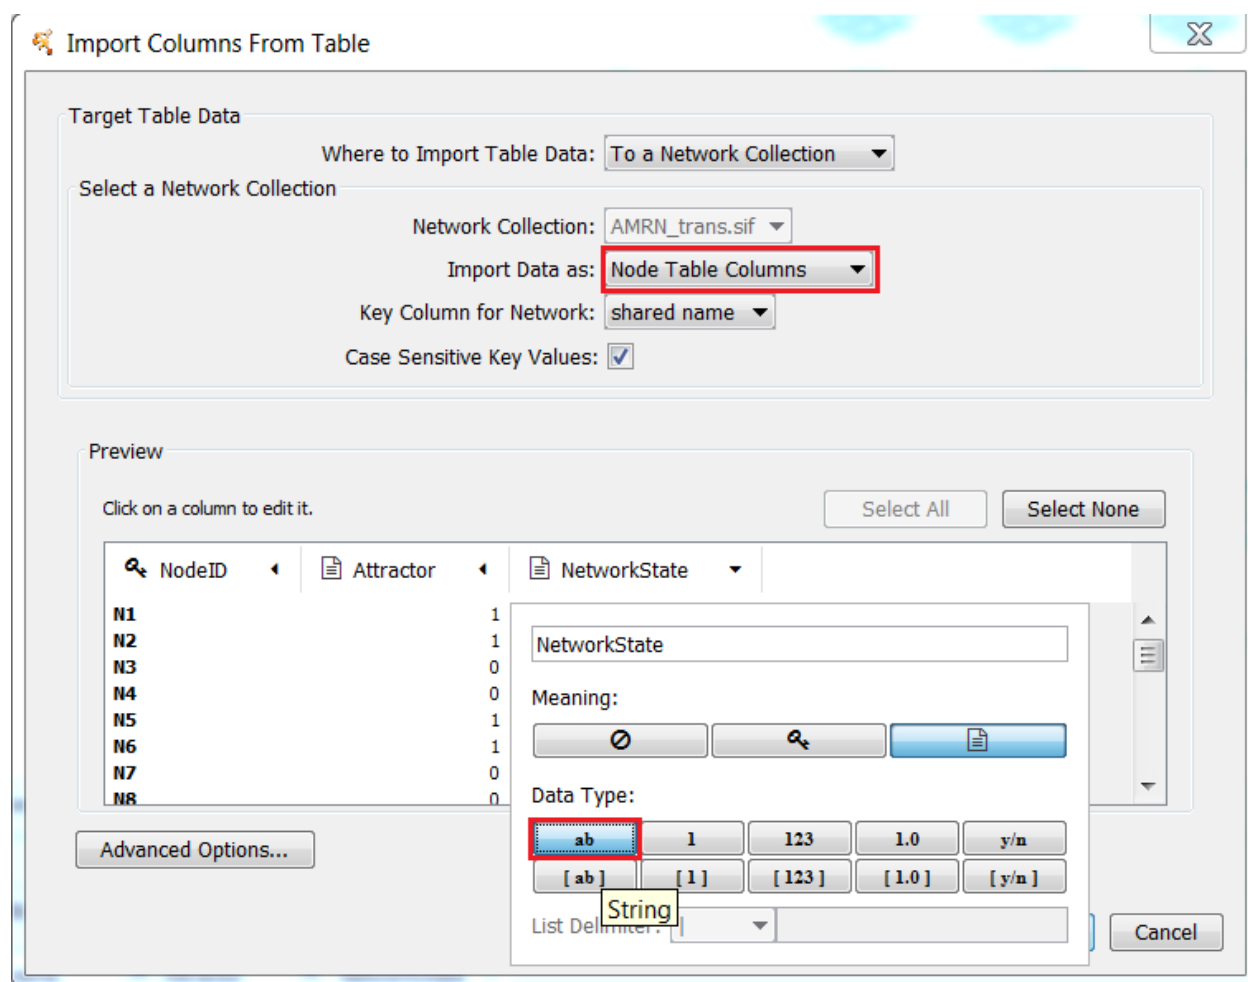 Import Columns From Table
Target Table Data
Where to Import Table Data: To a Network Collection
Select a Network Collection
Network Collection: AMRN_trans.sif
Import Data as: Node Table Columns
Key Column for Network: shared name
Case Sensitive Key Values:
Preview
Click on a column to edit it.
Select All Select None
NodeID Attractor NetworkState
N1 1
N2 1
N3 0
N4 0
N5 1
N6 1
N7 0
N8 0
NetworkState
Meaning:
Data Type:
ab 1 123 1.0 y/n
[ ab ] [ 1 ] [ 123 ] [ 1.0 ] [ y/n ]
String
List Delimiter: |
Advanced Options...
Cancel